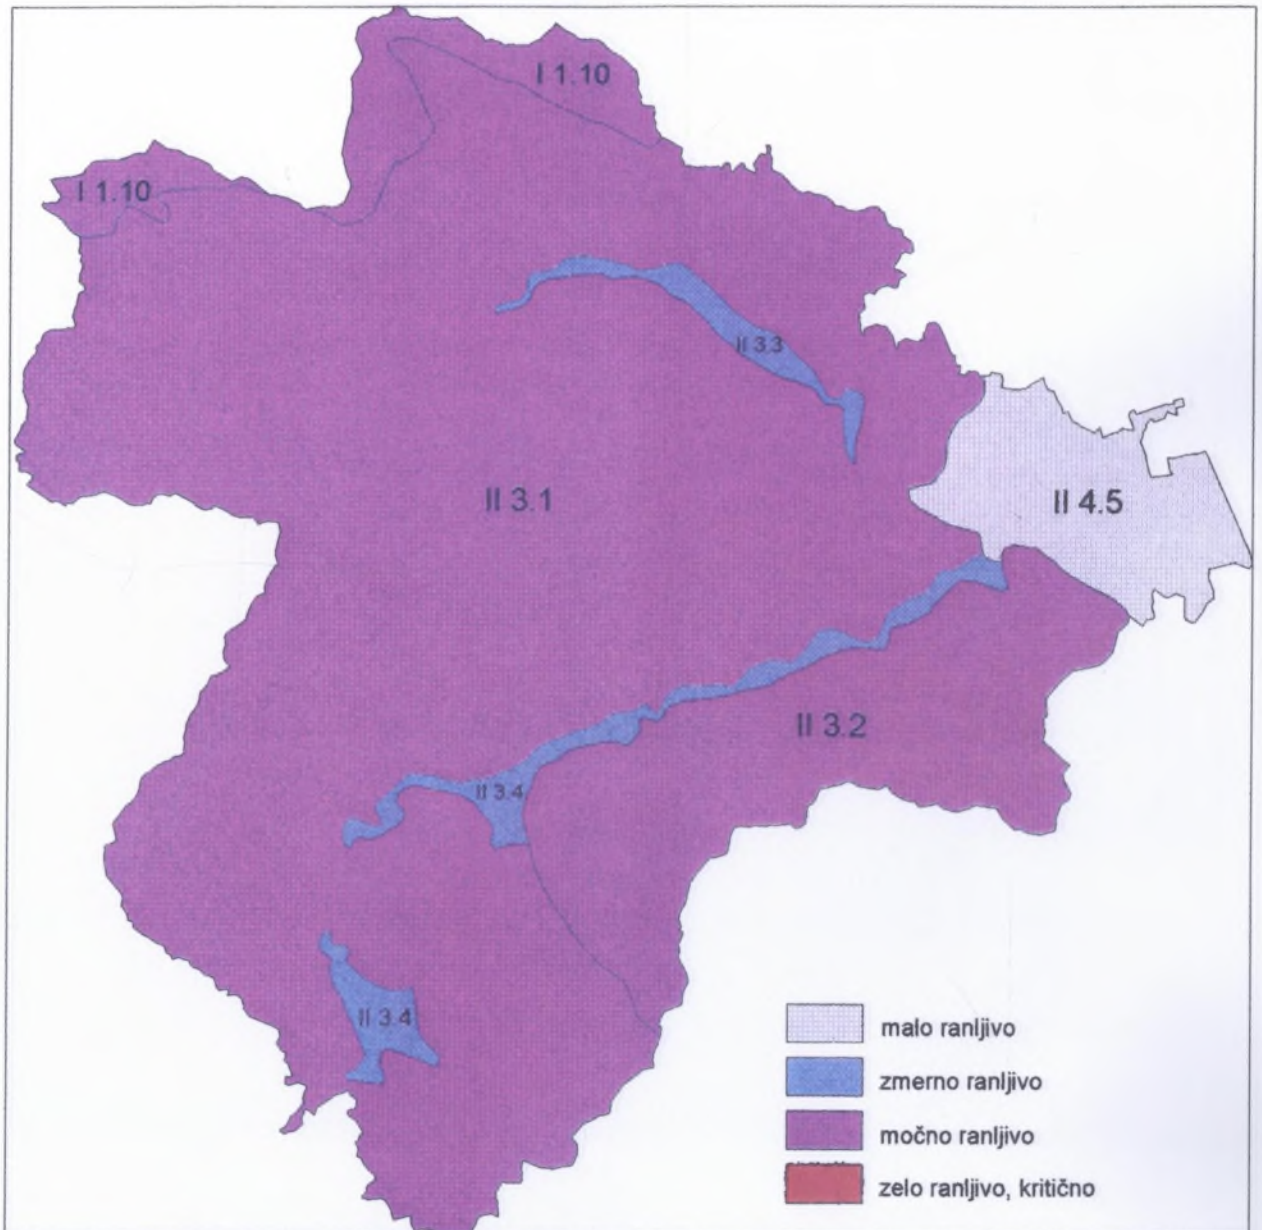 I 1.10
I 1.10
II 3.3
II 3.1
II 4.5
II 3.2
II 3.4
II 3.4
malo ranljivo
zmerno ranljivo
močno ranljivo
zelo ranljivo, kritično